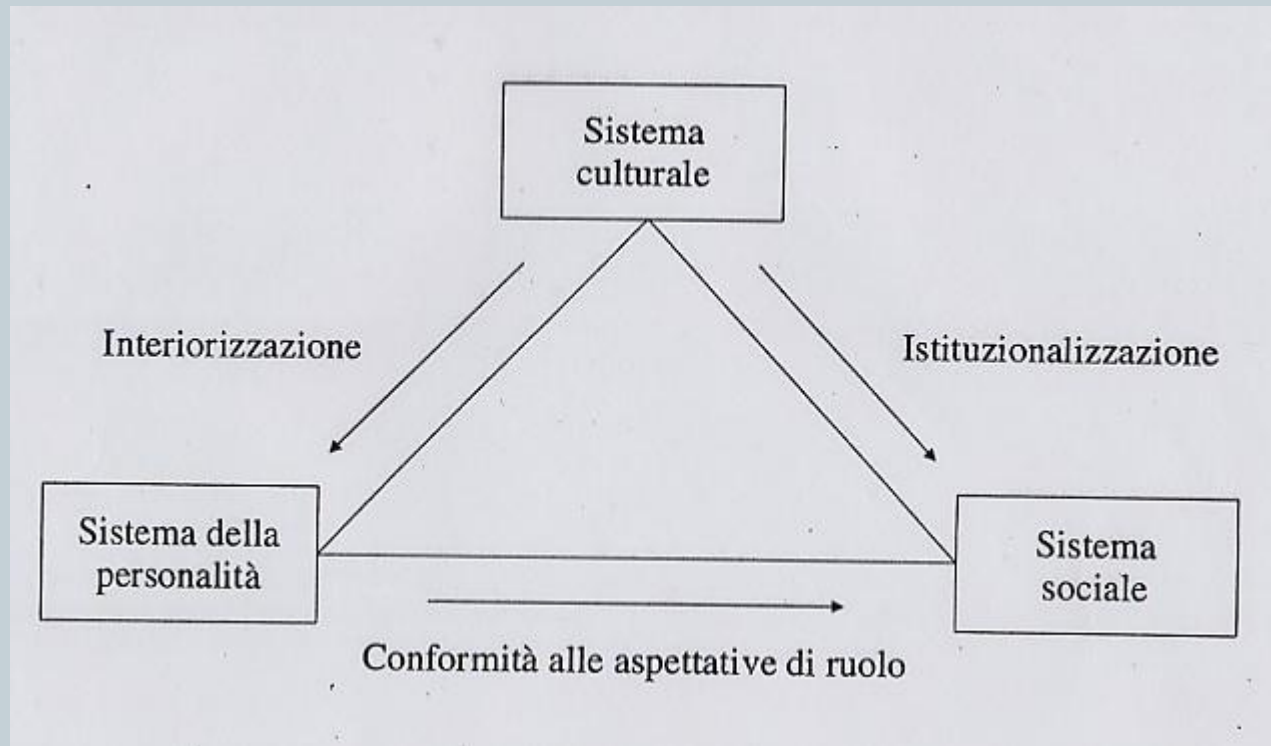 Sistema
culturale
Interiorizzazione
Istituzionalizzazione
Sistema della
personalità
Sistema
sociale
Conformità alle aspettative di ruolo